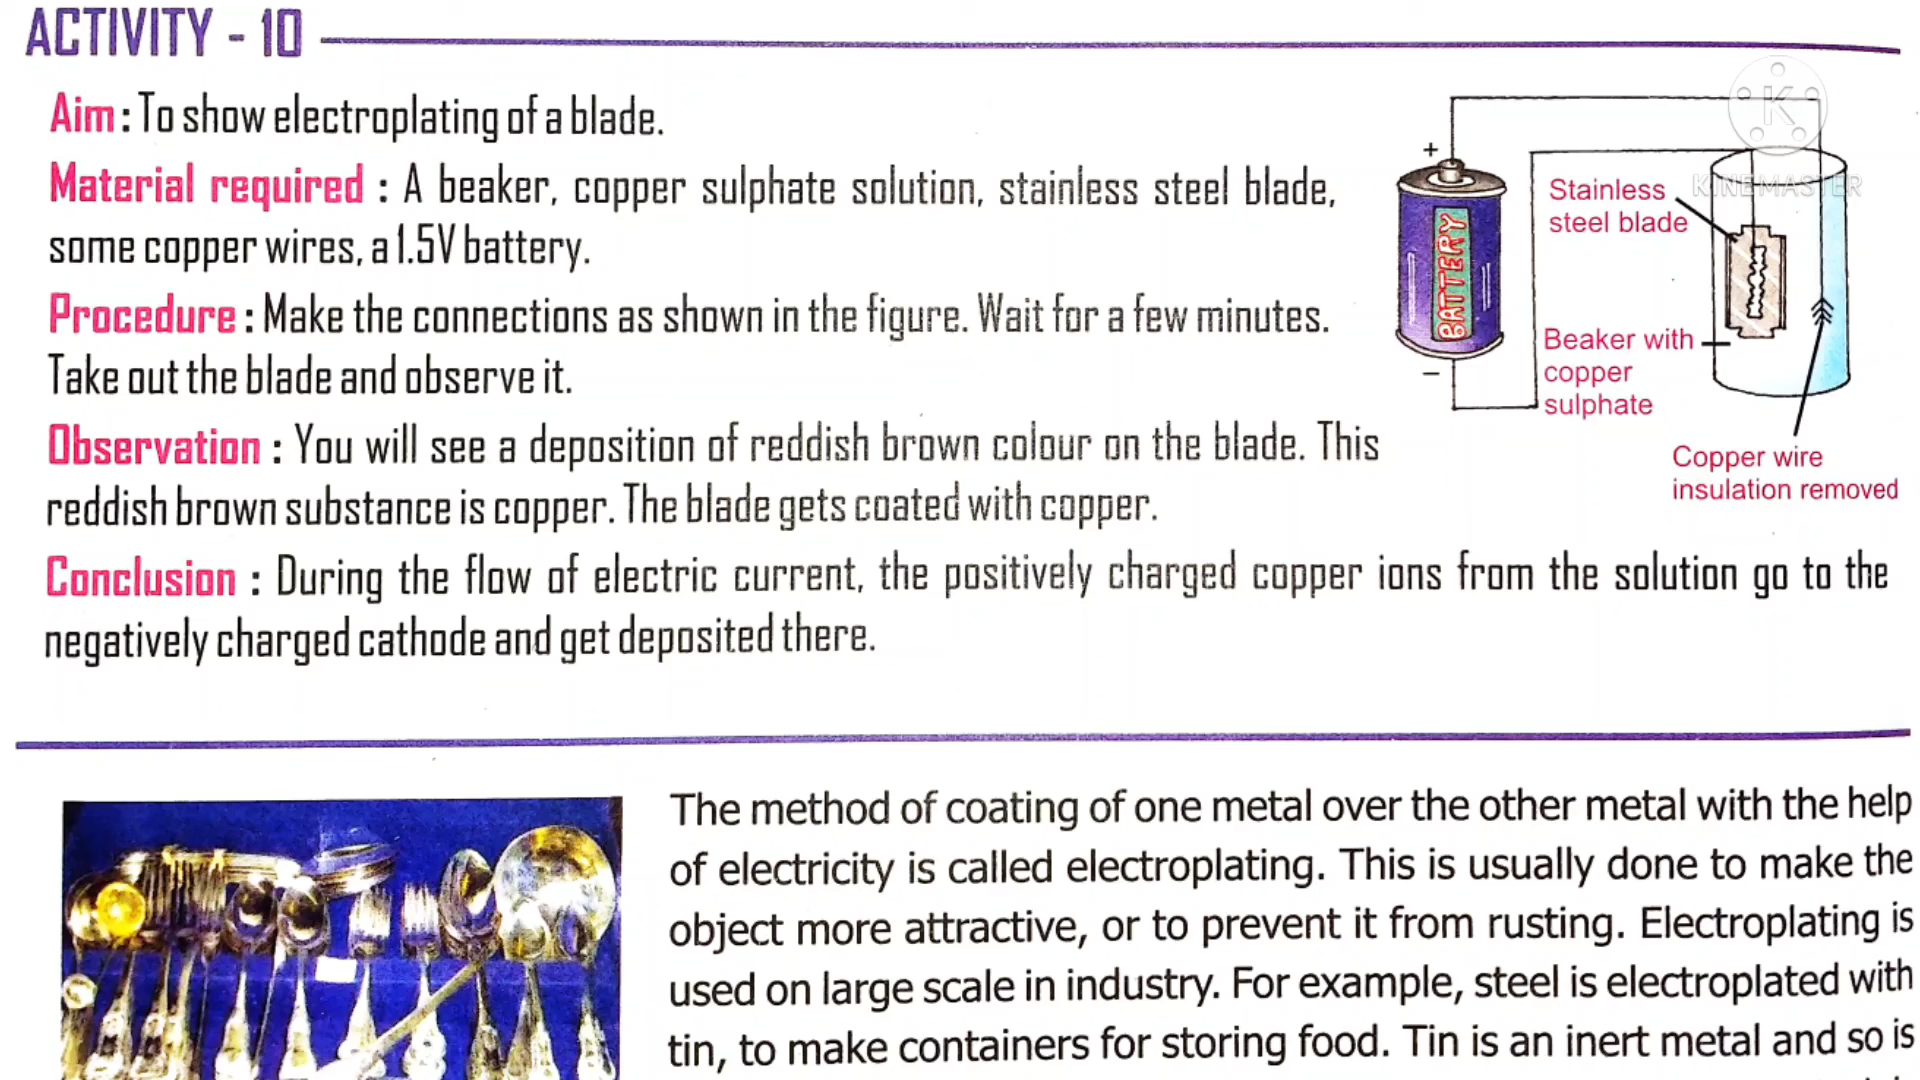 ACTIVITY - 10
Aim : To show electroplating of a blade.
Material required : A beaker, copper sulphate solution, stainless steel blade,
some copper wires, a 1.5V battery.
Procedure : Make the connections as shown in the figure. Wait for a few minutes.
Take out the blade and observe it.
Observation : You will see a deposition of reddish brown colour on the blade. This
reddish brown substance is copper. The blade gets coated with copper.
Conclusion : During the flow of electric current, the positively charged copper ions from the solution go to the
negatively charged cathode and get deposited there.
+
BATTERY
−
Stainless
steel blade
K
KINEMASTER
Beaker with
copper
sulphate
Copper wire
insulation removed
The method of coating of one metal over the other metal with the help
of electricity is called electroplating. This is usually done to make the
object more attractive, or to prevent it from rusting. Electroplating is
used on large scale in industry. For example, steel is electroplated with
tin, to make containers for storing food. Tin is an inert metal and so is